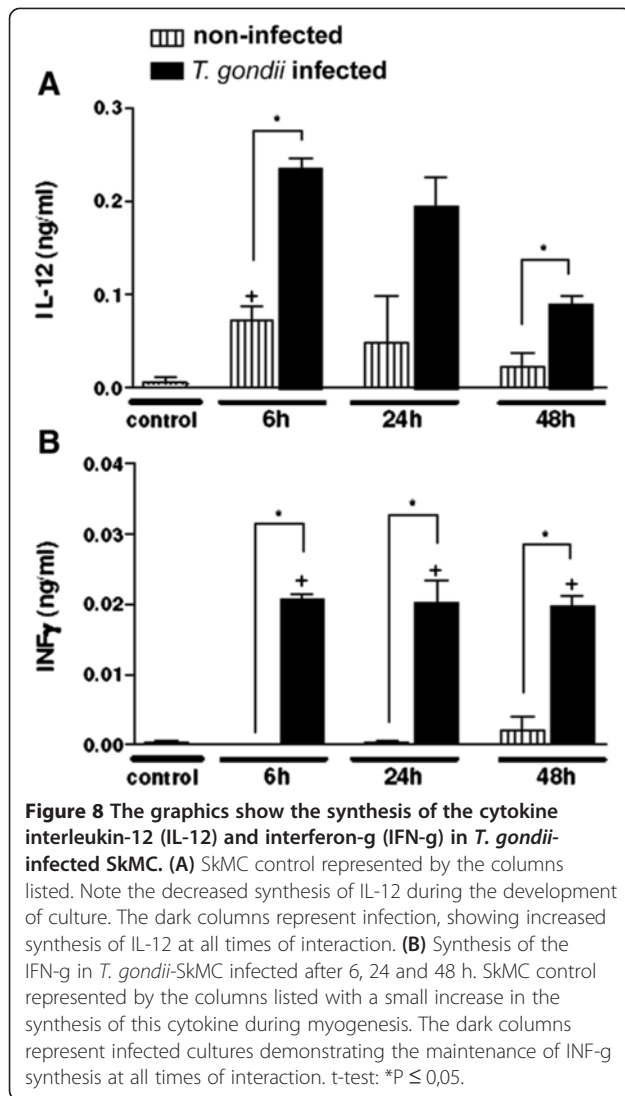 non-infected
T. gondii infected
A
0.3
*
0.2
*
IL-12 (ng/ml)
0.1
+
0.0
control 6h 24h 48h
B
0.04
*
*
*
0.03
+
+
+
INFγ (ng/ml)
0.02
0.01
0.00
control 6h 24h 48h
Figure 8 The graphics show the synthesis of the cytokine
interleukin-12 (IL-12) and interferon-g (IFN-g) in T. gondii-
infected SkMC. (A) SkMC control represented by the columns
listed. Note the decreased synthesis of IL-12 during the development
of culture. The dark columns represent infection, showing increased
synthesis of IL-12 at all times of interaction. (B) Synthesis of the
IFN-g in T. gondii-SkMC infected after 6, 24 and 48 h. SkMC control
represented by the columns listed with a small increase in the
synthesis of this cytokine during myogenesis. The dark columns
represent infected cultures demonstrating the maintenance of INF-g
synthesis at all times of interaction. t-test: *P ≤ 0,05.